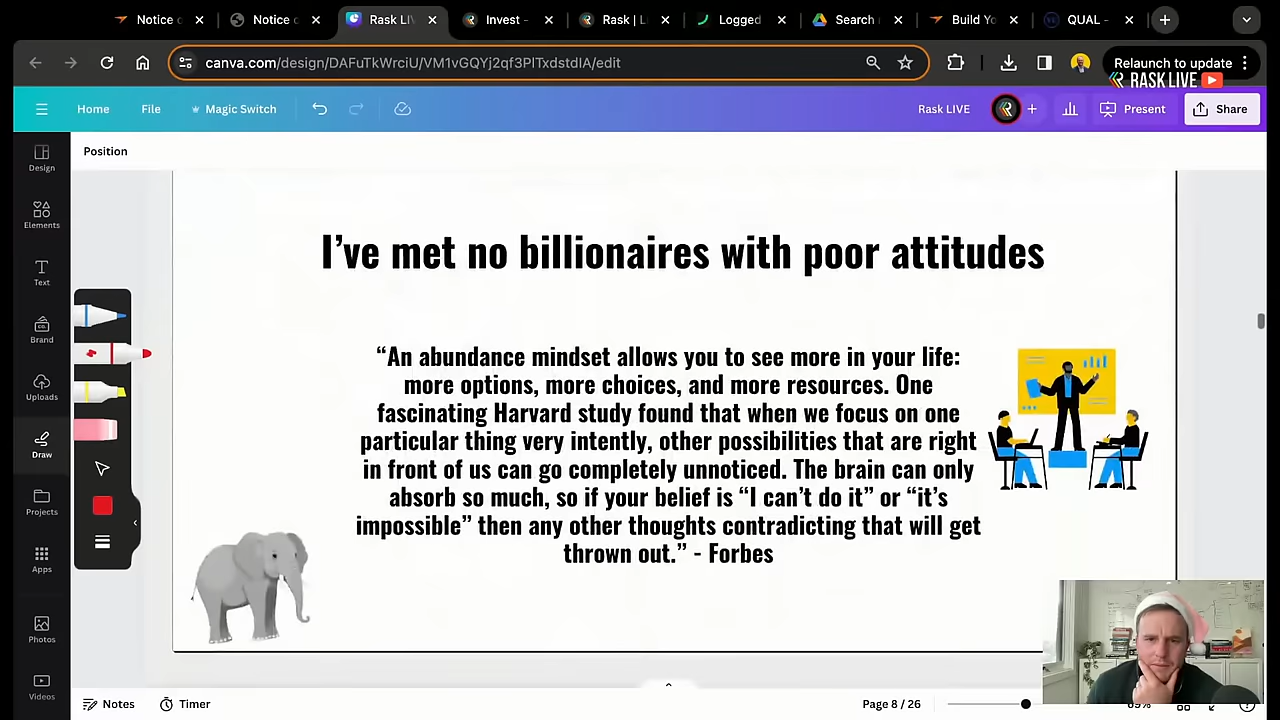 Notice o
Notice o
Rask LIV
Invest -
Rask | L
Logged
Search
Build Yo
QUAL -
canva.com/design/DAFuTkWrciU/VM1vGQYj2qf3PlTxdstdIA/edit
Relaunch to update
RASK LIVE
Home
File
Magic Switch
Rask LIVE
Present
Share
Position
Design
Elements
Text
Brand
Uploads
Draw
Projects
Apps
Photos
Videos
I’ve met no billionaires with poor attitudes
“An abundance mindset allows you to see more in your life:
more options, more choices, and more resources. One
fascinating Harvard study found that when we focus on one
particular thing very intently, other possibilities that are right
in front of us can go completely unnoticed. The brain can only
absorb so much, so if your belief is “I can’t do it” or “it’s
impossible” then any other thoughts contradicting that will get
thrown out.” - Forbes
Notes
Timer
Page 8 / 26